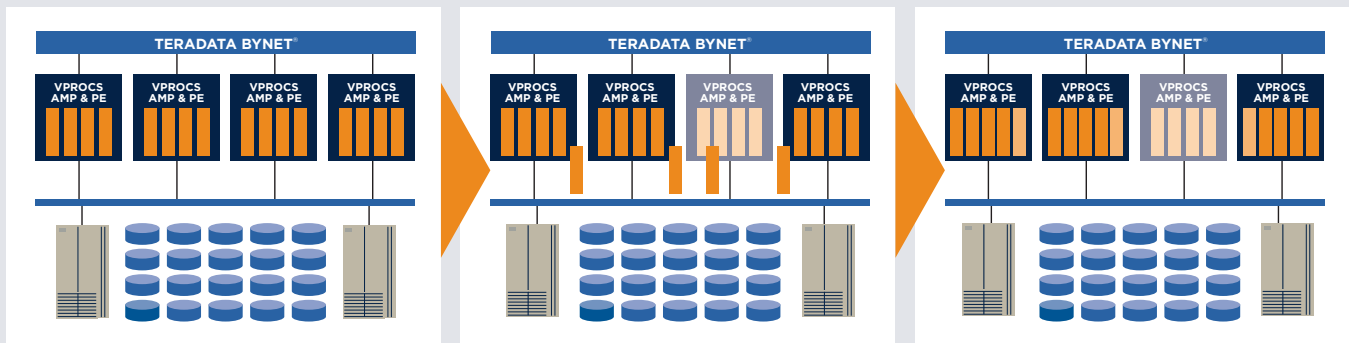 TERADATA BYNET®
VPROCS
AMP & PE
VPROCS
AMP & PE
VPROCS
AMP & PE
VPROCS
AMP & PE
TERADATA BYNET®
VPROCS
AMP & PE
VPROCS
AMP & PE
VPROCS
AMP & PE
VPROCS
AMP & PE
TERADATA BYNET®
VPROCS
AMP & PE
VPROCS
AMP & PE
VPROCS
AMP & PE
VPROCS
AMP & PE